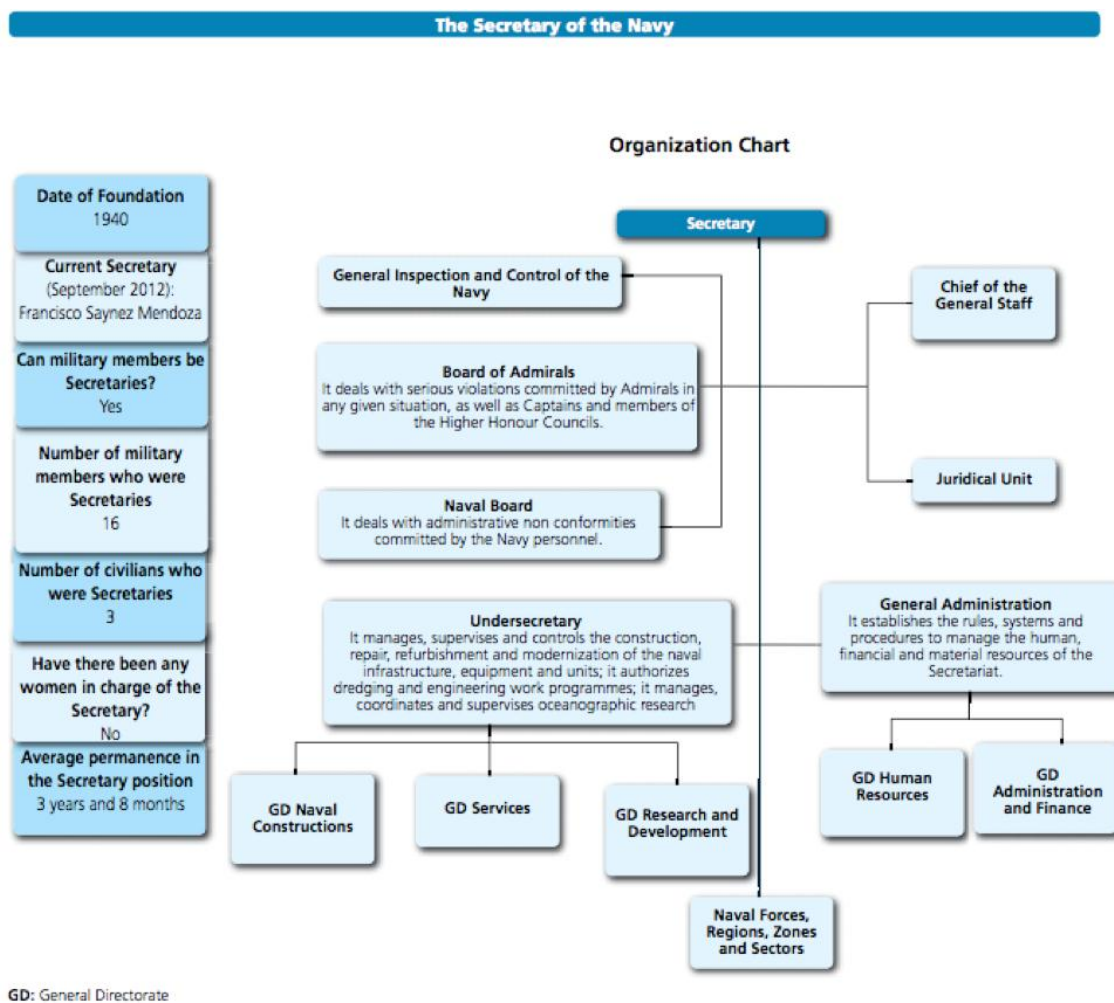 The Secretary of the Navy
Organization Chart
Date of Foundation
1940
Current Secretary
(September 2012):
Francisco Saynez Mendoza
Can military members be
Secretaries?
Yes
Number of military
members who were
Secretaries
16
Number of civilians who
were Secretaries
3
Have there been any
women in charge of the
Secretary?
No
Average permanence in
the Secretary position
3 years and 8 months
Secretary
General Inspection and Control of the
Navy
Chief of the
General Staff
Board of Admirals
It deals with serious violations committed by Admirals in
any given situation, as well as Captains and members of
the Higher Honour Councils.
Juridical Unit
Naval Board
It deals with administrative non conformities
committed by the Navy personnel.
Undersecretary
It manages, supervises and controls the construction,
repair, refurbishment and modernization of the naval
infrastructure, equipment and units; it authorizes
dredging and engineering work programmes; it manages,
coordinates and supervises oceanographic research
General Administration
It establishes the rules, systems and
procedures to manage the human,
financial and material resources of the
Secretariat.
GD Naval
Constructions
GD Services
GD Research and
Development
GD Human
Resources
GD
Administration
and Finance
Naval Forces,
Regions, Zones
and Sectors
GD: General Directorate